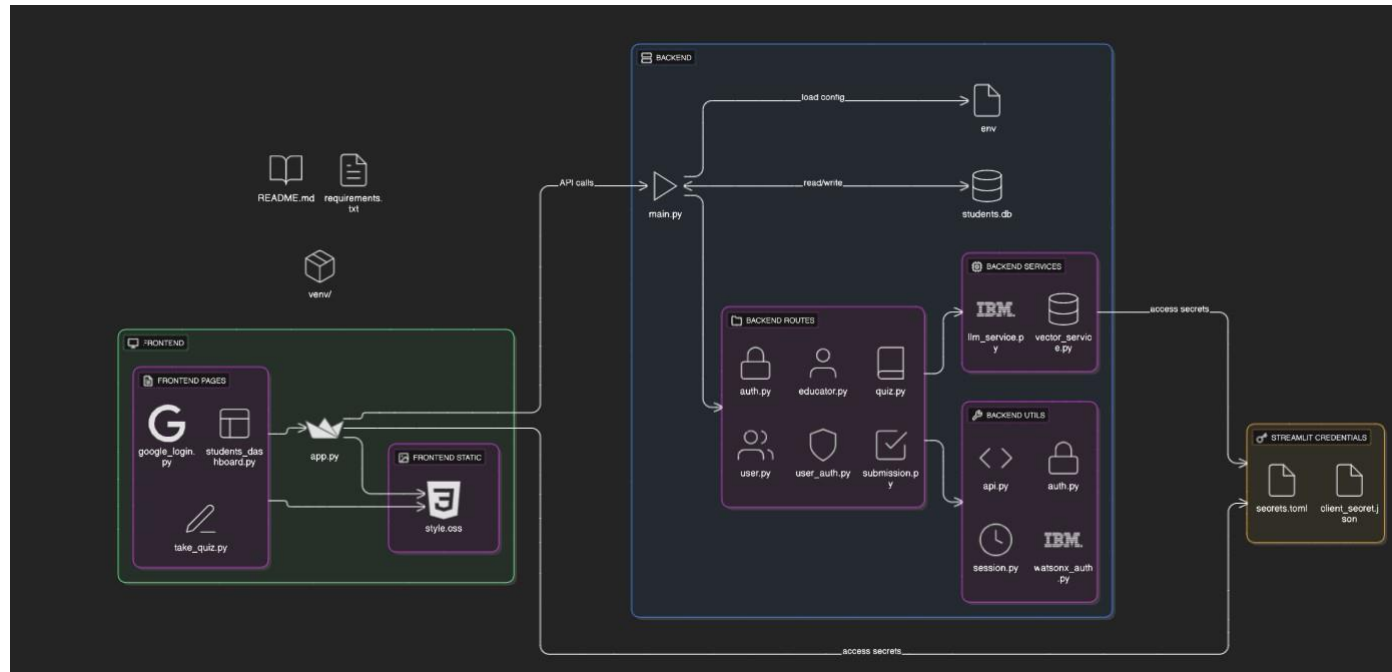 BACKEND
load config
env
README.md
requirements.
txt
API calls
main.py
read/write
students.db
venv/
BACKEND SERVICES
IBM
llm_service.p
y
vector_servic
e.py
access secrets
BACKEND ROUTES
auth.py
educator.py
quiz.py
user.py
user_auth.py
submission.p
y
FRONTEND
FRONTEND PAGES
G
google_login.
py
students_das
hboard.py
take_quiz.py
app.py
FRONTEND STATIC
3
style.css
BACKEND UTILS
api.py
auth.py
session.py
IBM
watsonx_auth
.py
STREAMLIT CREDENTIALS
secrets.toml
client_secret.j
son
access secrets